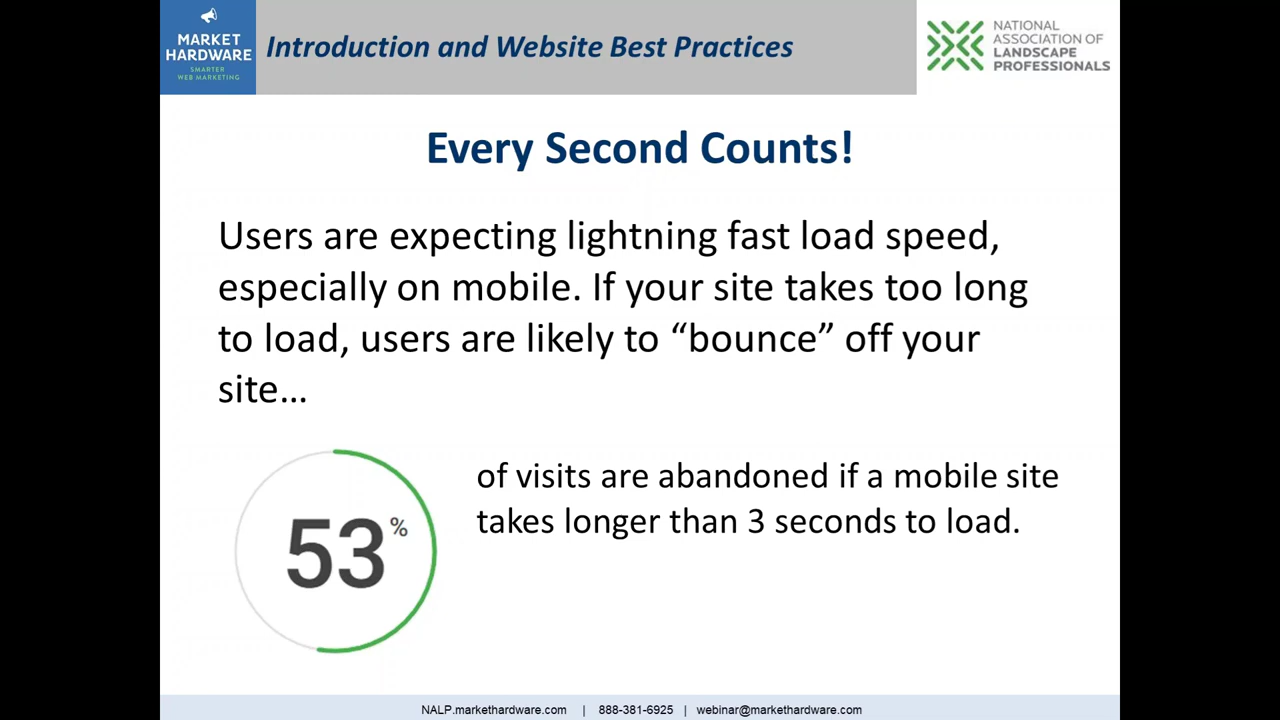 MARKET
HARDWARE
SMARTER
WEB MARKETING
Introduction and Website Best Practices
NATIONAL
ASSOCIATION OF
LANDSCAPE
PROFESSIONALS
Every Second Counts!
Users are expecting lightning fast load speed,
especially on mobile. If your site takes too long
to load, users are likely to “bounce” off your
site…
53%
of visits are abandoned if a mobile site
takes longer than 3 seconds to load.
NALP.markethardware.com | 888-381-6925 | webinar@markethardware.com